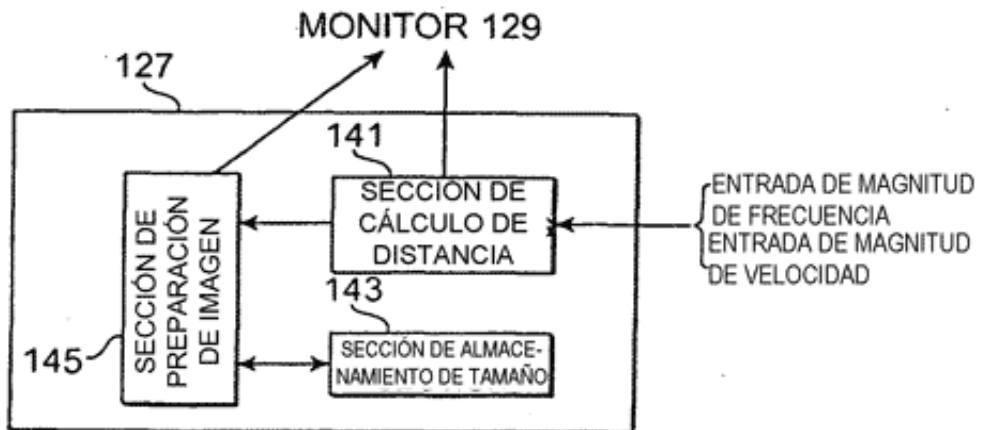 MONITOR 129
127
141
SECCIÓN DE
CÁLCULO DE
DISTANCIA
ENTRADA DE MAGNITUD
DE FRECUENCIA
ENTRADA DE MAGNITUD
DE VELOCIDAD
SECCIÓN DE
PREPARACIÓN
DE IMAGEN
145
143
SECCIÓN DE ALMACE-
NAMIENTO DE TAMAÑO